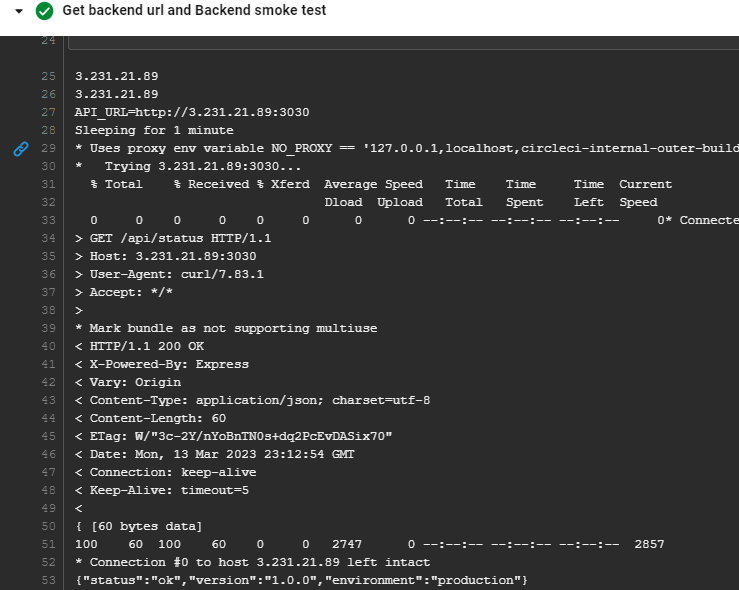 Get backend url and Backend smoke test
24
25 3.231.21.89
26 3.231.21.89
27 API_URL=http://3.231.21.89:3030
28 Sleeping for 1 minute
29 * Uses proxy env variable NO_PROXY == '127.0.0.1,localhost,circleci-internal-outer-build
30 *   Trying 3.231.21.89:3030...
31   % Total    % Received % Xferd  Average Speed   Time    Time     Time  Current
32                                  Dload  Upload   Total   Spent    Left  Speed
33   0     0    0     0    0     0      0      0 --:--:-- --:--:-- --:--:--     0* Connecte
34 > GET /api/status HTTP/1.1
35 > Host: 3.231.21.89:3030
36 > User-Agent: curl/7.83.1
37 > Accept: */*
38 >
39 * Mark bundle as not supporting multiuse
40 < HTTP/1.1 200 OK
41 < X-Powered-By: Express
42 < Vary: Origin
43 < Content-Type: application/json; charset=utf-8
44 < Content-Length: 60
45 < ETag: W/"3c-2Y/nYoBnTN0s+dq2PcEvDASix70"
46 < Date: Mon, 13 Mar 2023 23:12:54 GMT
47 < Connection: keep-alive
48 < Keep-Alive: timeout=5
49 <
50 { [60 bytes data]
51 100    60  100    60    0     0   2747      0 --:--:-- --:--:-- --:--:--  2857
52 * Connection #0 to host 3.231.21.89 left intact
53 {"status":"ok","version":"1.0.0","environment":"production"}